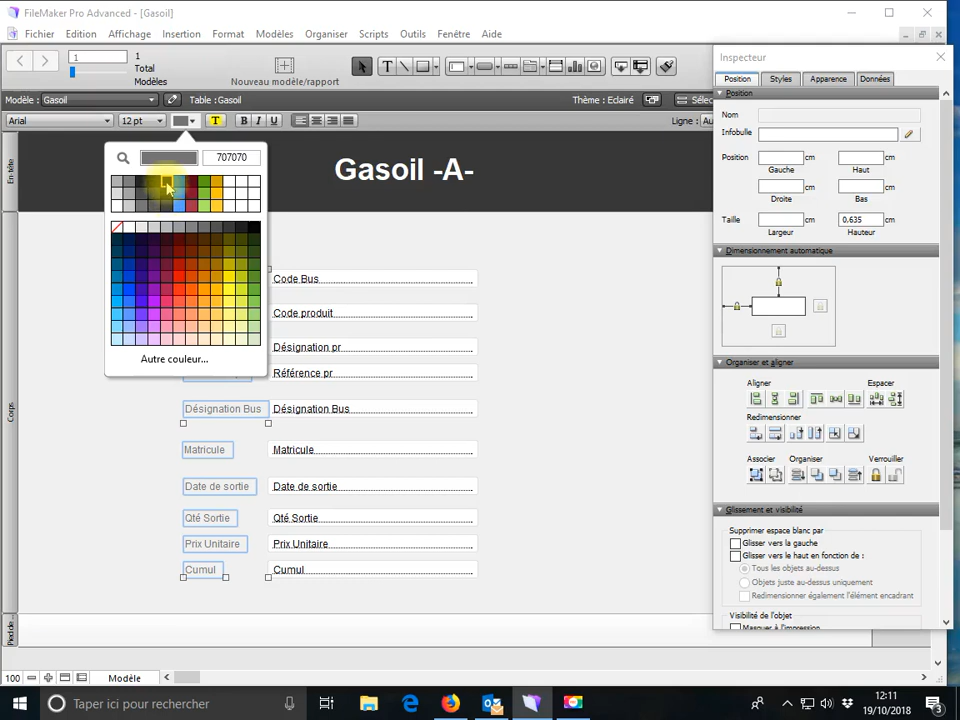 FileMaker Pro Advanced - [Gasoil]
Fichier Edition Affichage Insertion Format Modèles Organiser Scripts Outils Fenêtre Aide
1
1
Total
Modèles
Nouveau modèle/rapport
Modèle : Gasoil
Table : Gasoil
Thème : Eclairé
Arial
12 pt
B I U
Ligne :
En-tête
Gasoil -A-
707070
Autre couleur...
Corps
Code Bus
Code produit
Désignation pr
Référence pr
Désignation Bus Désignation Bus
Matricule Matricule
Date de sortie Date de sortie
Qté Sortie Qté Sortie
Prix Unitaire Prix Unitaire
Cumul Cumul
100
Modèle
Inspecteur
Position Styles Apparence Données
Position
Nom
Infobulle
Position cm cm
Gauche Haut
cm cm
Droite Bas
Taille cm 0.635 cm
Largeur Hauteur
Dimensionnement automatique
Organiser et aligner
Aligner Espacer
Redimensionner
Associer Organiser Verrouiller
Glissement et visibilité
Supprimer espace blanc par
Glisser vers la gauche
Glisser vers le haut en fonction de :
Tous les objets au-dessus
Objets juste au-dessus uniquement
Redimensionner également l'élément encadrant
Visibilité de l'objet
Masquer à l'impression
Taper ici pour rechercher
12:11
19/10/2018
3